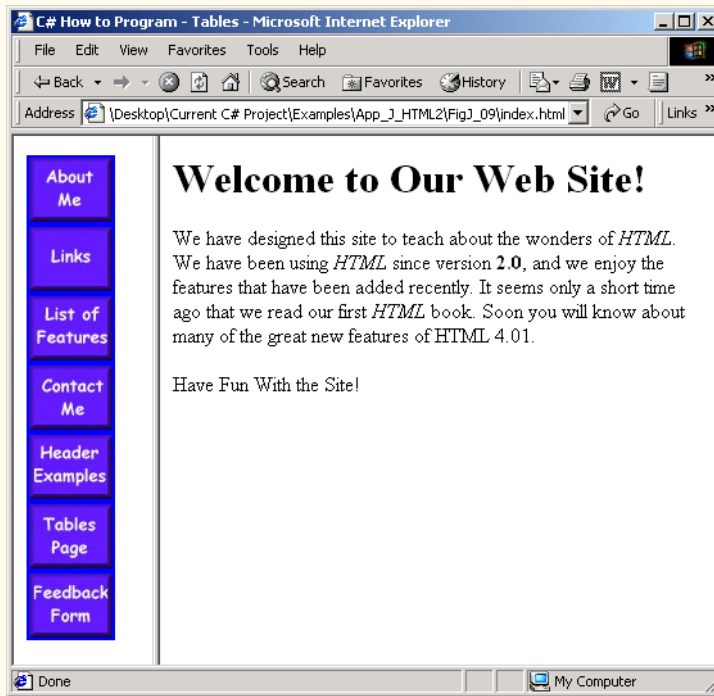 C# How to Program - Tables - Microsoft Internet Explorer
File Edit View Favorites Tools Help
Back Search Favorites History »
Address \Desktop\Current C# Project\Examples\App_J_HTML2\FigJ_09\index.html Go Links »
About
Me
Links
List of
Features
Contact
Me
Header
Examples
Tables
Page
Feedback
Form
Welcome to Our Web Site!
We have designed this site to teach about the wonders of HTML.
We have been using HTML since version 2.0, and we enjoy the
features that have been added recently. It seems only a short time
ago that we read our first HTML book. Soon you will know about
many of the great new features of HTML 4.01.
Have Fun With the Site!
Done My Computer